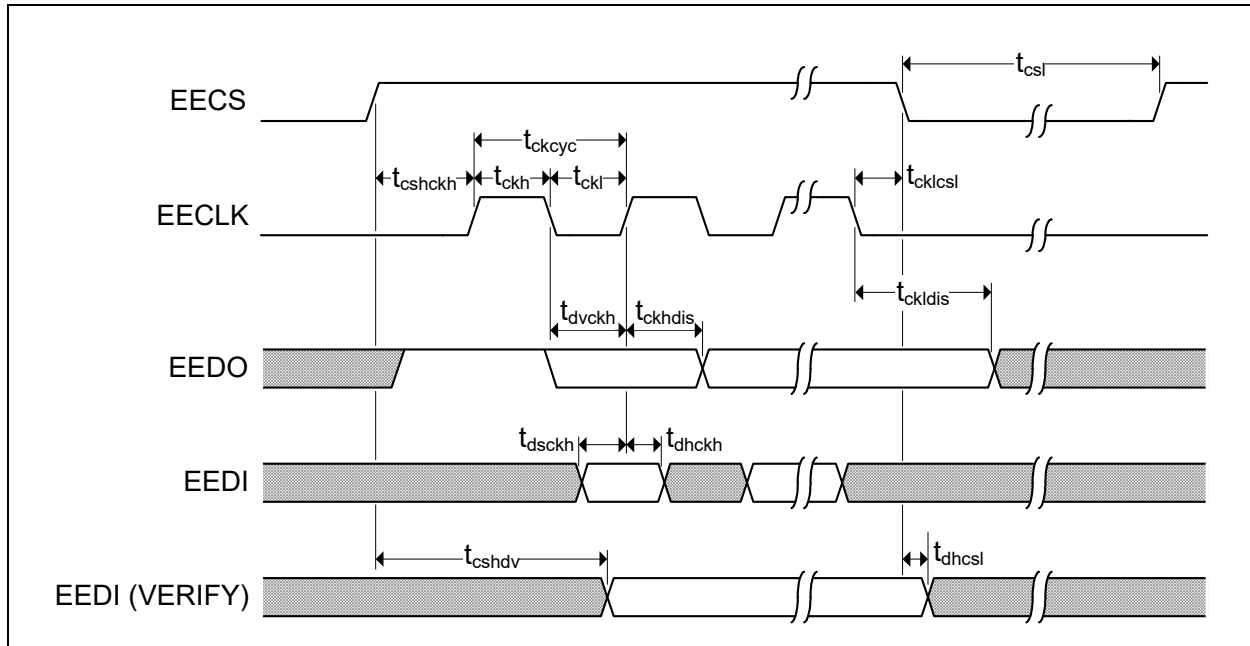 EECS
t_csl
t_ckcyc
t_cshckh
t_ckh
t_ckl
t_cklcsl
EECLK
t_ckldis
t_dvckh
t_ckhdis
EEDO
t_dsckh
t_dhckh
EEDI
t_cshdv
t_dhcsl
EEDI (VERIFY)